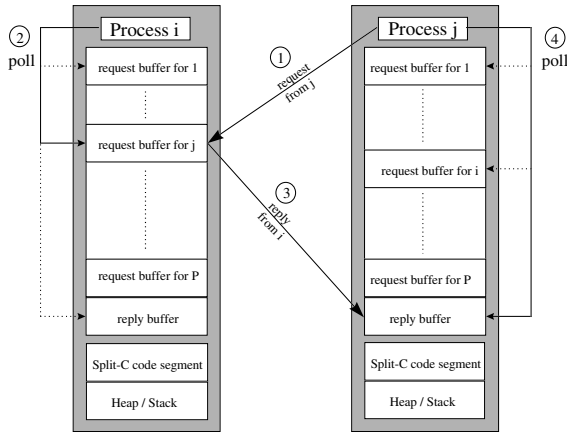 Process i
2
poll
request buffer for 1
request buffer for j
request buffer for P
reply buffer
Split-C code segment
Heap / Stack
1
request
from j
3
reply
from i
Process j
4
poll
request buffer for 1
request buffer for i
request buffer for P
reply buffer
Split-C code segment
Heap / Stack